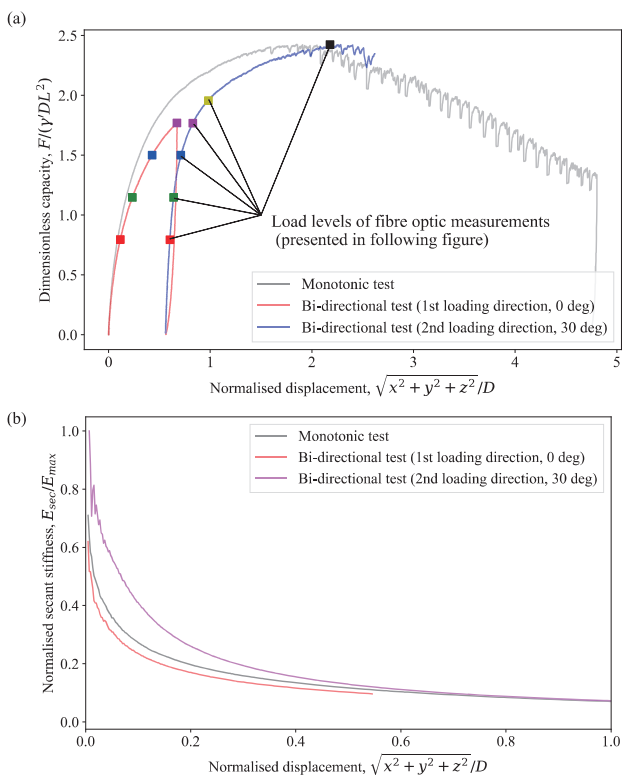 (a)
2.5
2.0
1.5
1.0
0.5
0.0
Dimensionless capacity, F/(γ′DL²)
Load levels of fibre optic measurements
(presented in following figure)
Monotonic test
Bi-directional test (1st loading direction, 0 deg)
Bi-directional test (2nd loading direction, 30 deg)
0 1 2 3 4 5
Normalised displacement, √x² + y² + z²/D
(b)
1.0
0.8
0.6
0.4
0.2
0.0
Normalised secant stiffness, E_sec/E_max
Monotonic test
Bi-directional test (1st loading direction, 0 deg)
Bi-directional test (2nd loading direction, 30 deg)
0.0 0.2 0.4 0.6 0.8 1.0
Normalised displacement, √x² + y² + z²/D